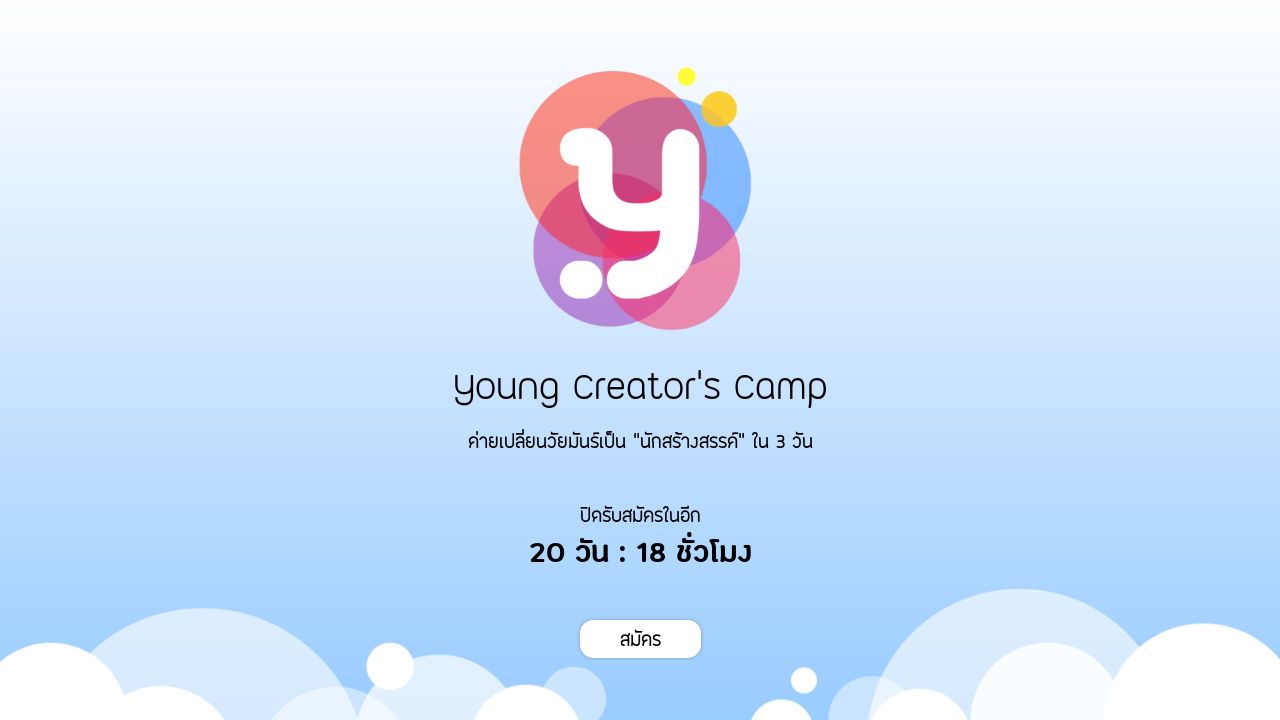 y
Young Creator's Camp
ค่ายเปลี่ยนวัยมันส์เป็น "นักสร้างสรรค์" ใน 3 วัน
ปิดรับสมัครในอีก
20 วัน : 18 ชั่วโมง
สมัคร